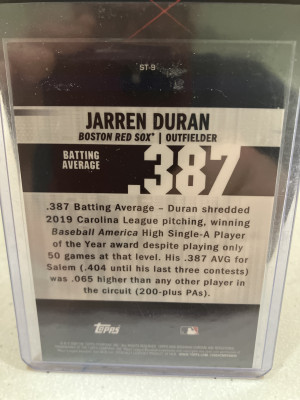 ST-9
JARREN DURAN
BOSTON RED SOX® | OUTFIELDER
BATTING
AVERAGE
.387
.387 Batting Average – Duran shredded
2019 Carolina League pitching, winning
Baseball America High Single-A Player
of the Year award despite playing only
50 games at that level. His .387 AVG for
Salem (.404 until his last three contests)
was .065 higher than any other player in
the circuit (200-plus PAs).
Topps